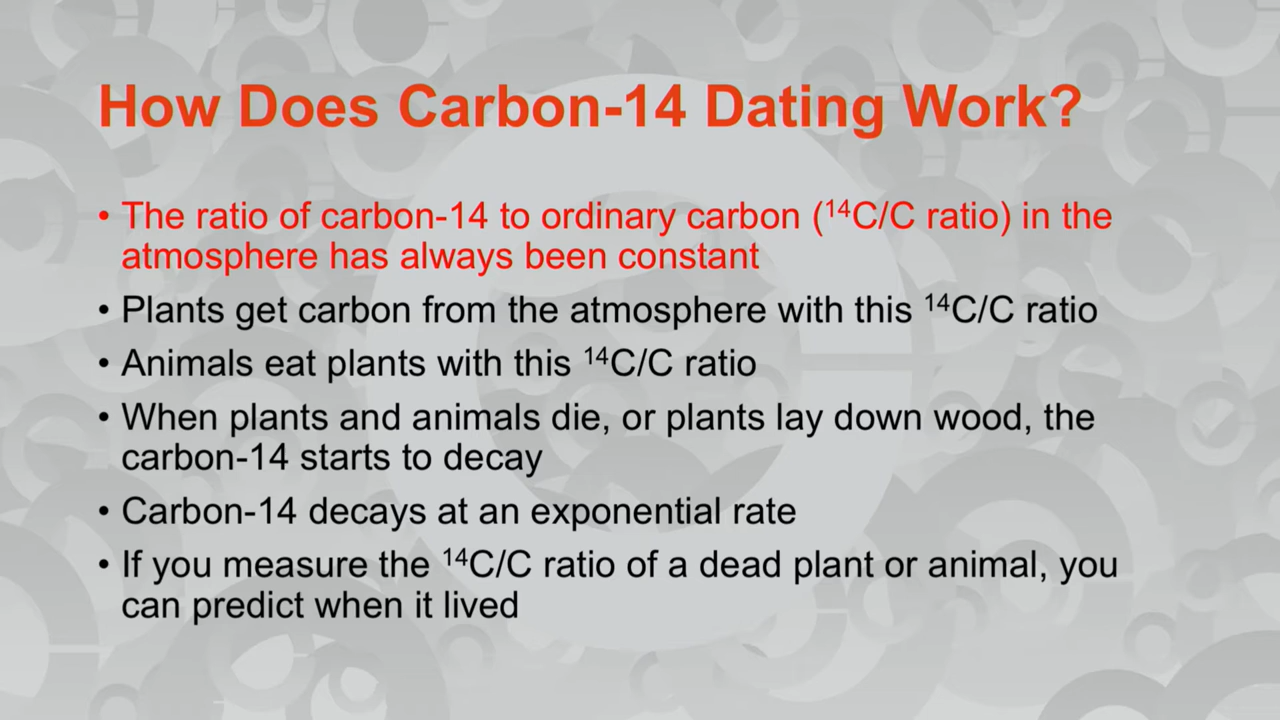 How Does Carbon-14 Dating Work?
• The ratio of carbon-14 to ordinary carbon (¹⁴C/C ratio) in the
atmosphere has always been constant
• Plants get carbon from the atmosphere with this ¹⁴C/C ratio
• Animals eat plants with this ¹⁴C/C ratio
• When plants and animals die, or plants lay down wood, the
carbon-14 starts to decay
• Carbon-14 decays at an exponential rate
• If you measure the ¹⁴C/C ratio of a dead plant or animal, you
can predict when it lived